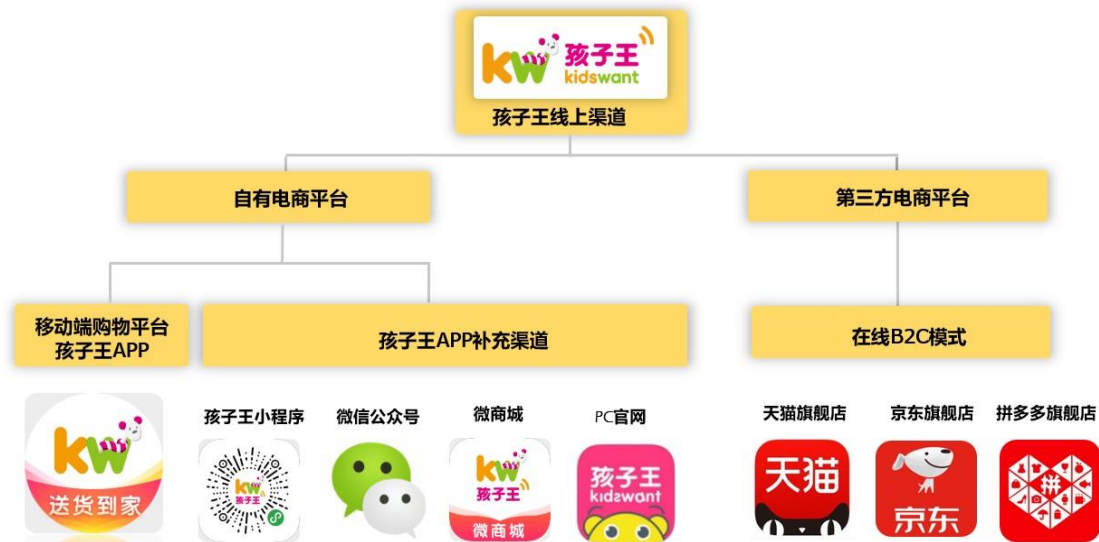 kw 孩子王
kidswant
孩子王线上渠道
自有电商平台
第三方电商平台
移动端购物平台
孩子王APP
孩子王APP补充渠道
在线B2C模式
kw
送货到家
孩子王小程序
孩子王
微信公众号
微商城
kw
孩子王
微商城
PC官网
孩子王
kidswant
天猫旗舰店
天猫
京东旗舰店
京东
拼多多旗舰店
拼